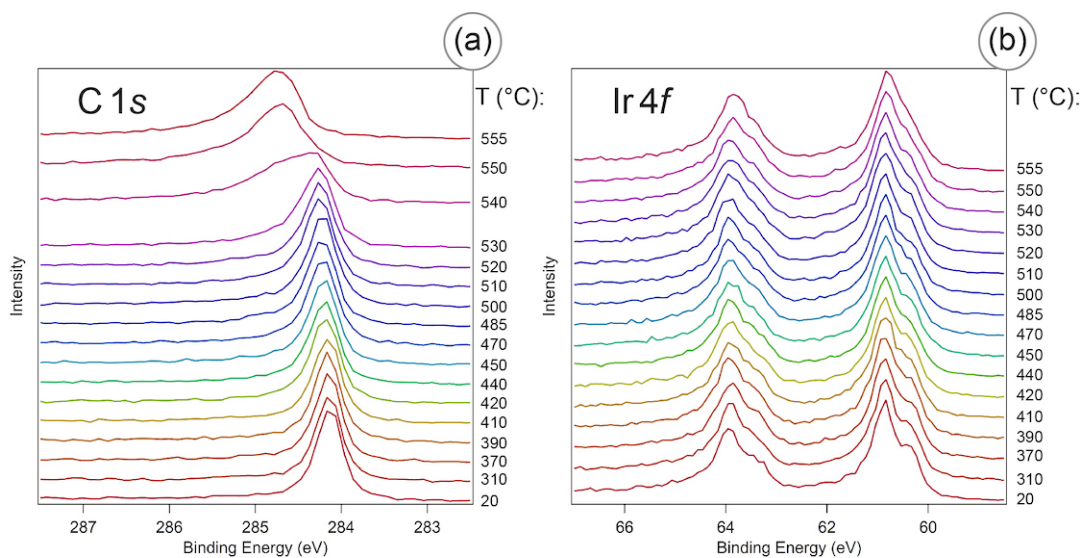 (a)
C 1s
T (°C):
555
550
540
530
520
510
500
485
470
450
440
420
410
390
370
310
20
Intensity
287 286 285 284 283
Binding Energy (eV)
(b)
Ir 4f
T (°C):
555
550
540
530
520
510
500
485
470
450
440
420
410
390
370
310
20
Intensity
66 64 62 60
Binding Energy (eV)